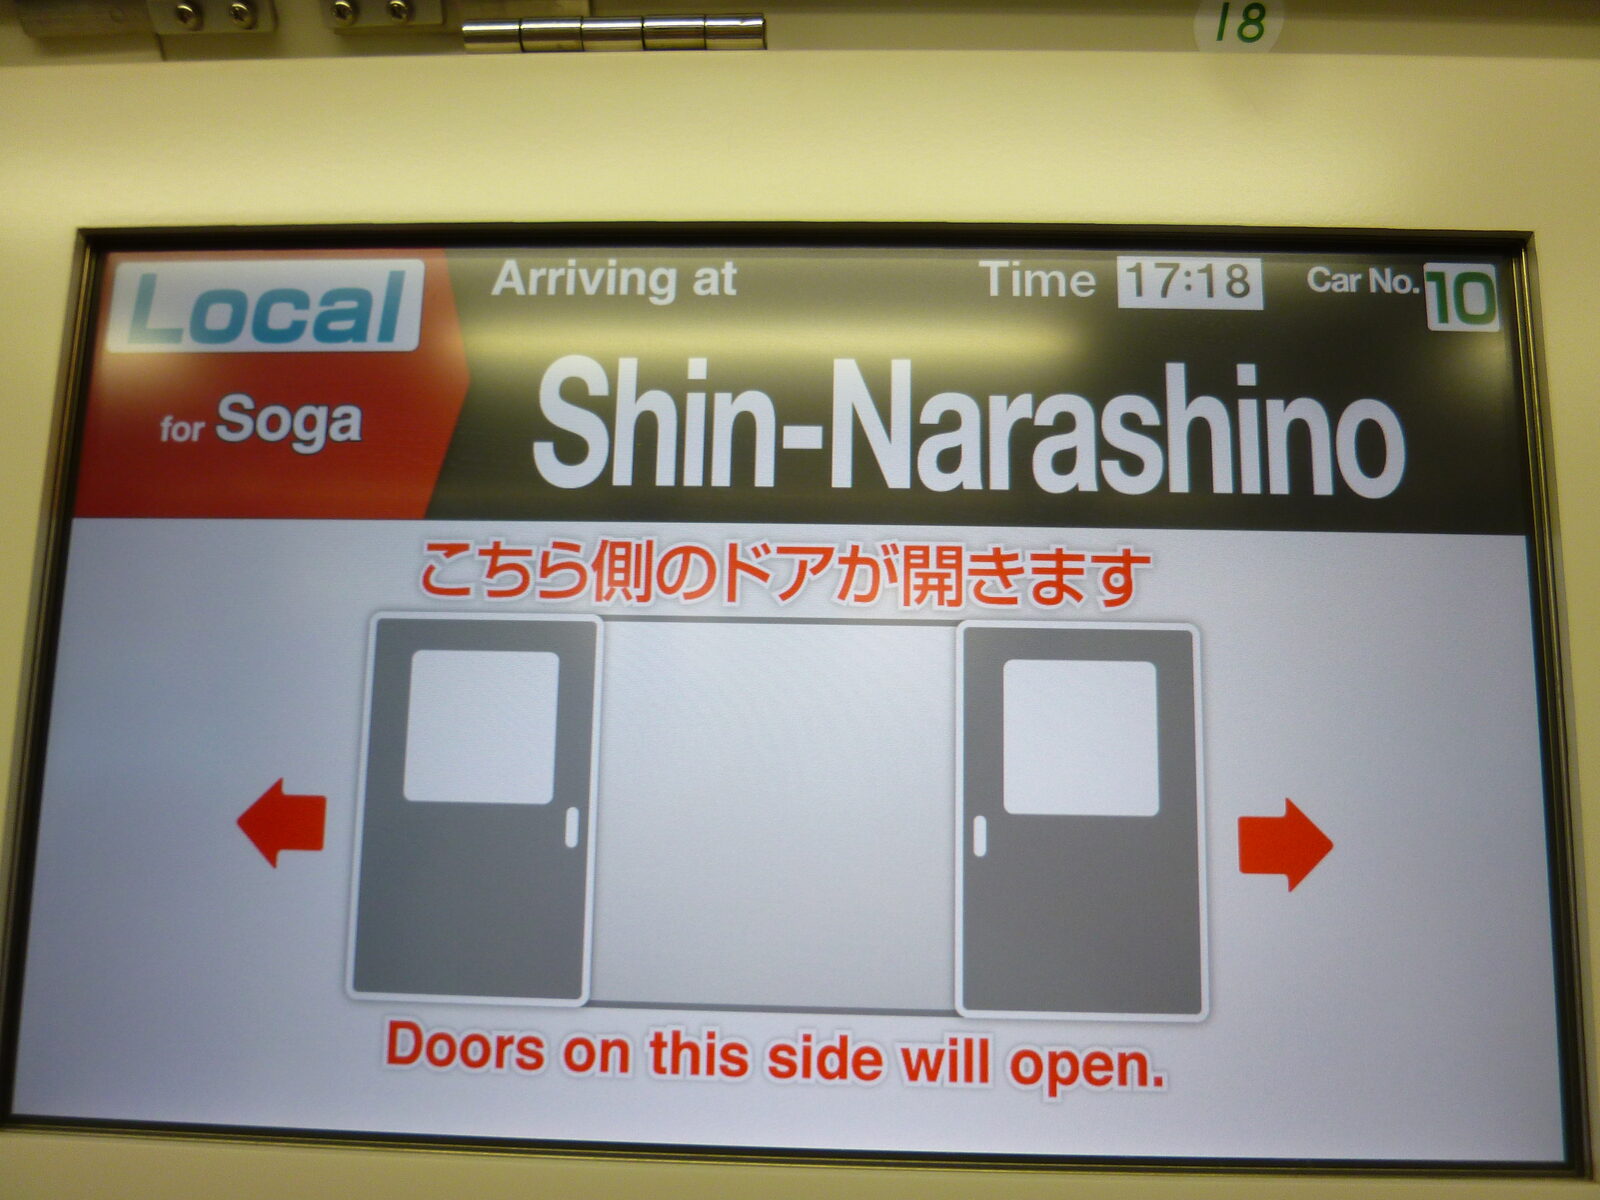 18
Local
for Soga
Arriving at
Time 17:18
Car No. 10
Shin-Narashino
こちら側のドアが開きます
Doors on this side will open.